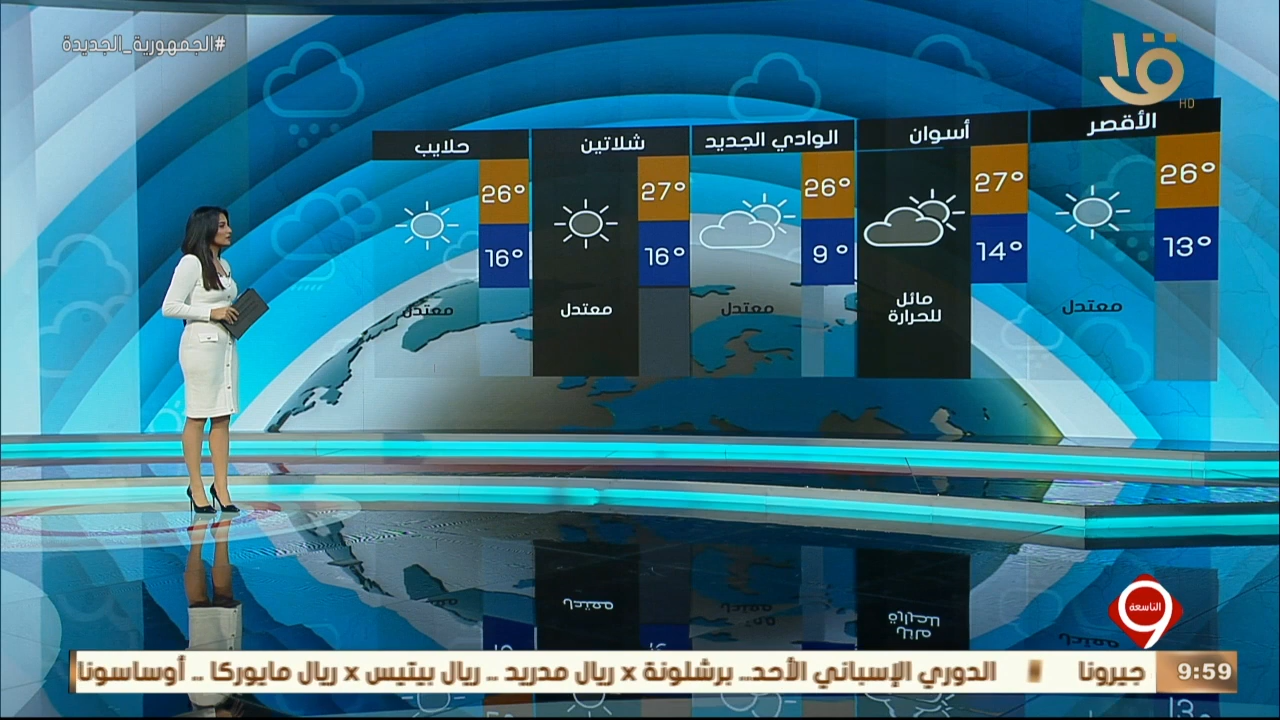 #الجمهورية_الجديدة
HD
الأقصر
26°
13°
معتدل
أسوان
27°
14°
مائل
للحرارة
الوادي الجديد
26°
9°
معتدل
شلاتين
27°
16°
معتدل
حلايب
26°
16°
معتدل
التاسعة
9
9:59
جيرونا
الدوري الإسباني الأحد.. برشلونة x ريال مدريد .. ريال بيتيس x ريال مايوركا .. أوساسونا